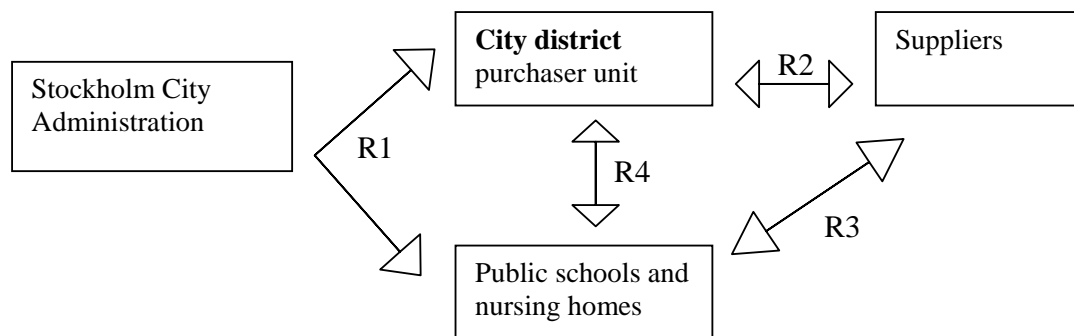 City district
purchaser unit
Suppliers
R2
Stockholm City
Administration
R1
R4
R3
Public schools and
nursing homes